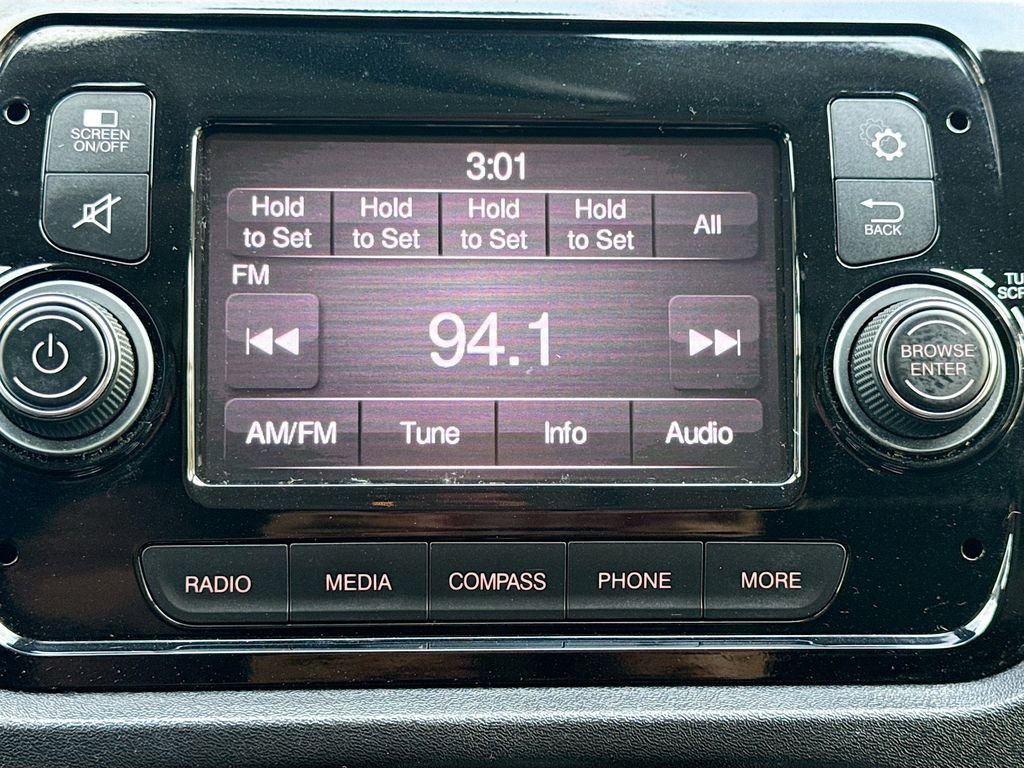 SCREEN
ON/OFF
3:01
Hold
to Set
Hold
to Set
Hold
to Set
Hold
to Set
All
BACK
FM
94.1
BROWSE
ENTER
AM/FM
Tune
Info
Audio
RADIO
MEDIA
COMPASS
PHONE
MORE